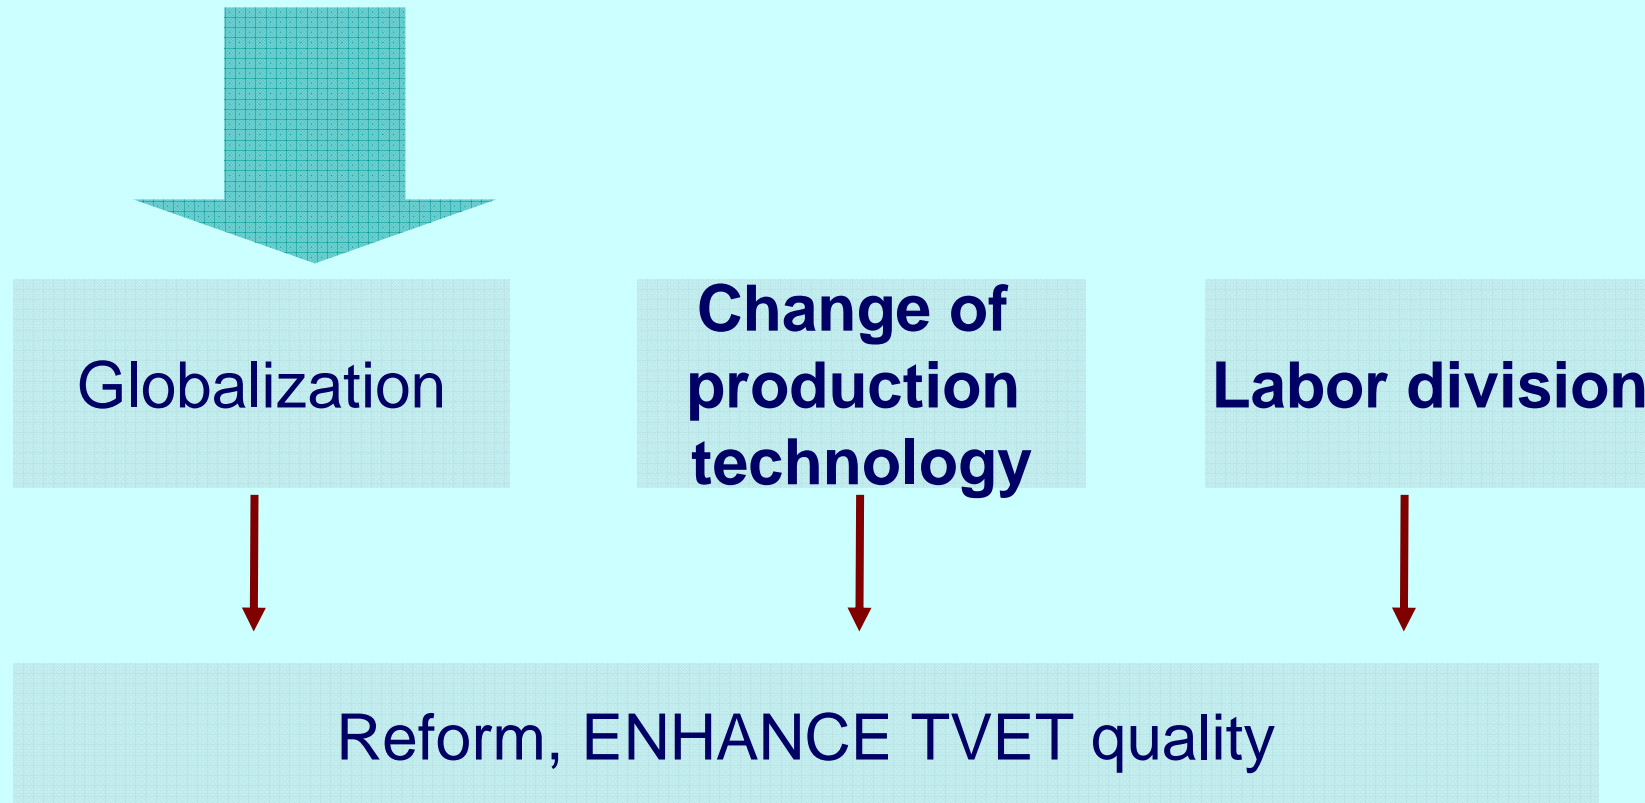 Globalization
Change of
production
technology
Labor division
Reform, ENHANCE TVET quality